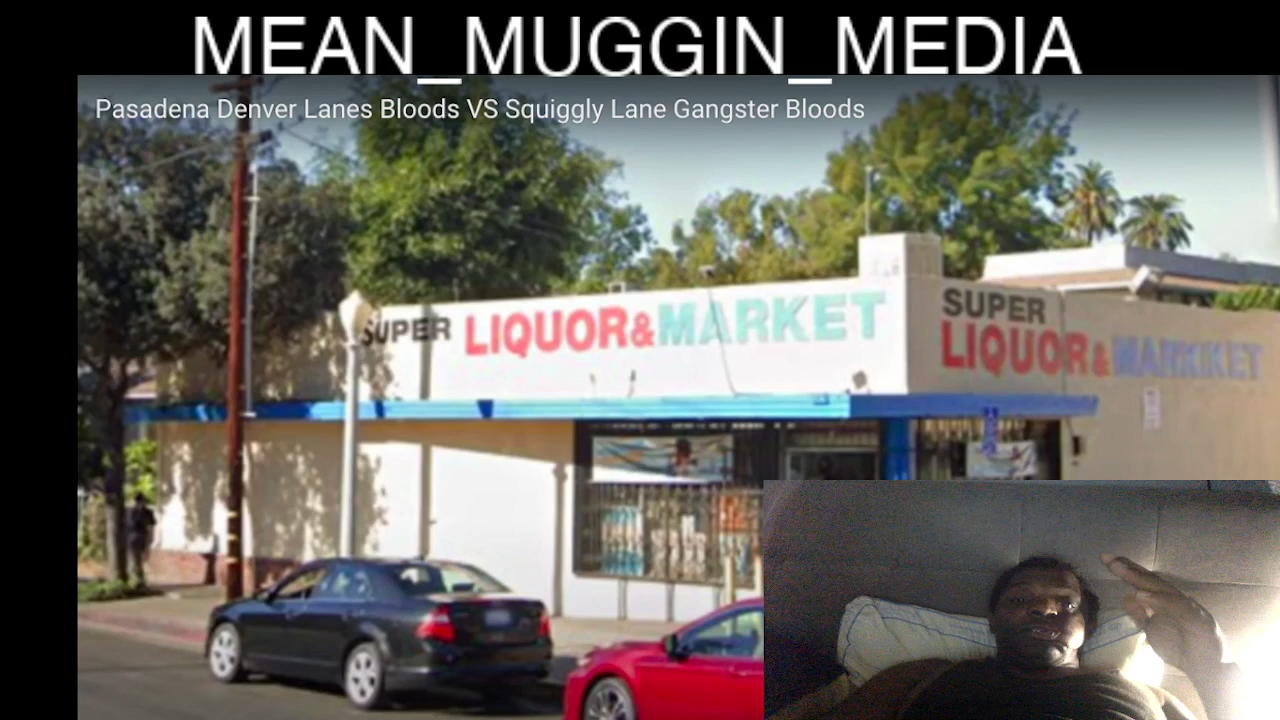 MEAN_MUGGIN_MEDIA
Pasadena Denver Lanes Bloods VS Squiggly Lane Gangster Bloods
SUPER LIQUOR & MARKET
SUPER
LIQUOR & MARKKET